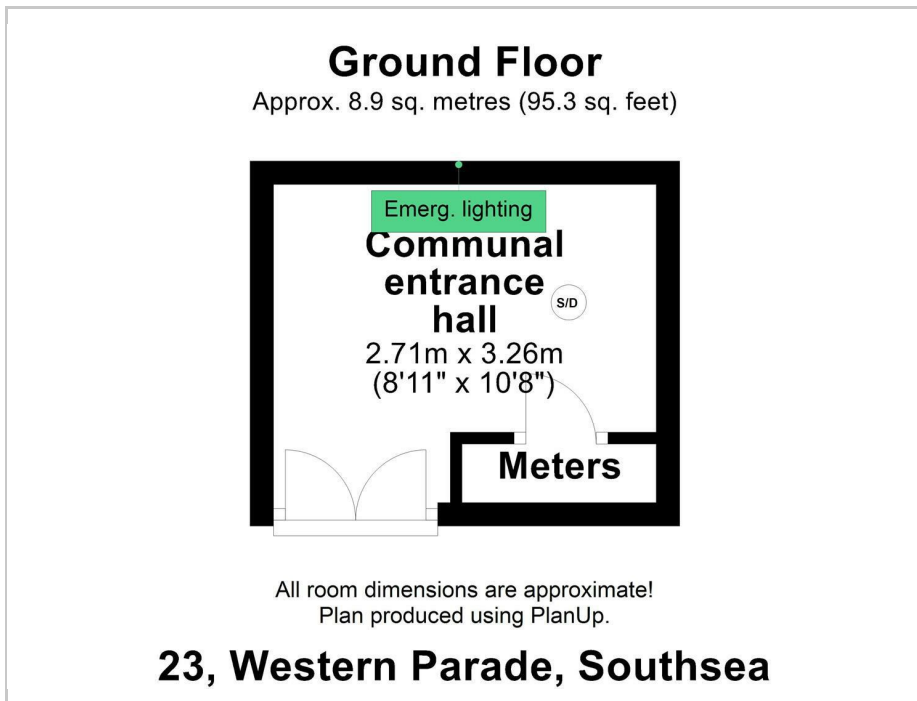 Ground Floor
Approx. 8.9 sq. metres (95.3 sq. feet)
Emerg. lighting
Communal
entrance
hall
S/D
2.71m x 3.26m
(8'11" x 10'8")
Meters
All room dimensions are approximate!
Plan produced using PlanUp.
23, Western Parade, Southsea